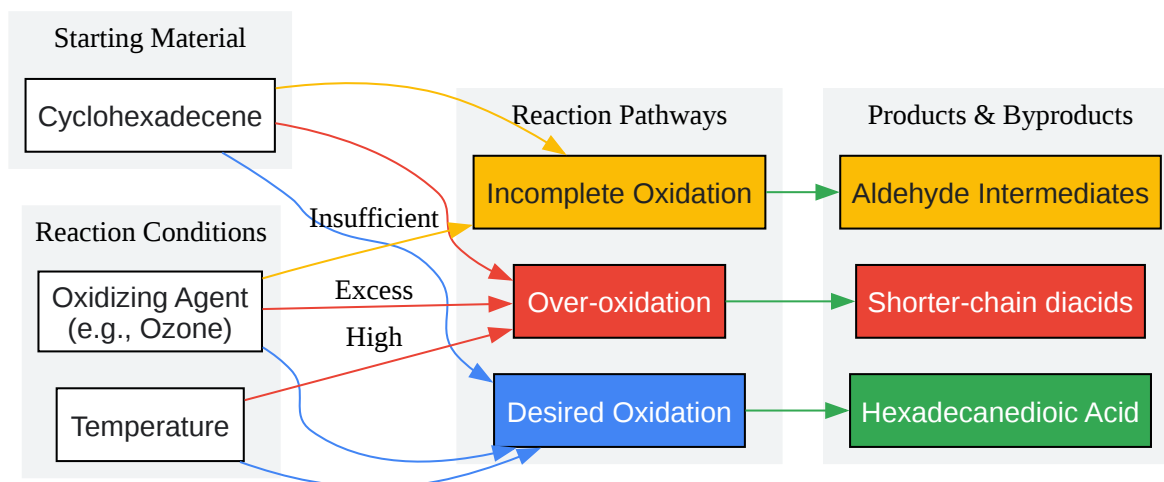 Starting Material
Cyclohexadecene
Reaction Conditions
Oxidizing Agent
(e.g., Ozone)
Temperature
Insufficient
Excess
High
Reaction Pathways
Incomplete Oxidation
Over-oxidation
Desired Oxidation
Products & Byproducts
Aldehyde Intermediates
Shorter-chain diacids
Hexadecanedioic Acid